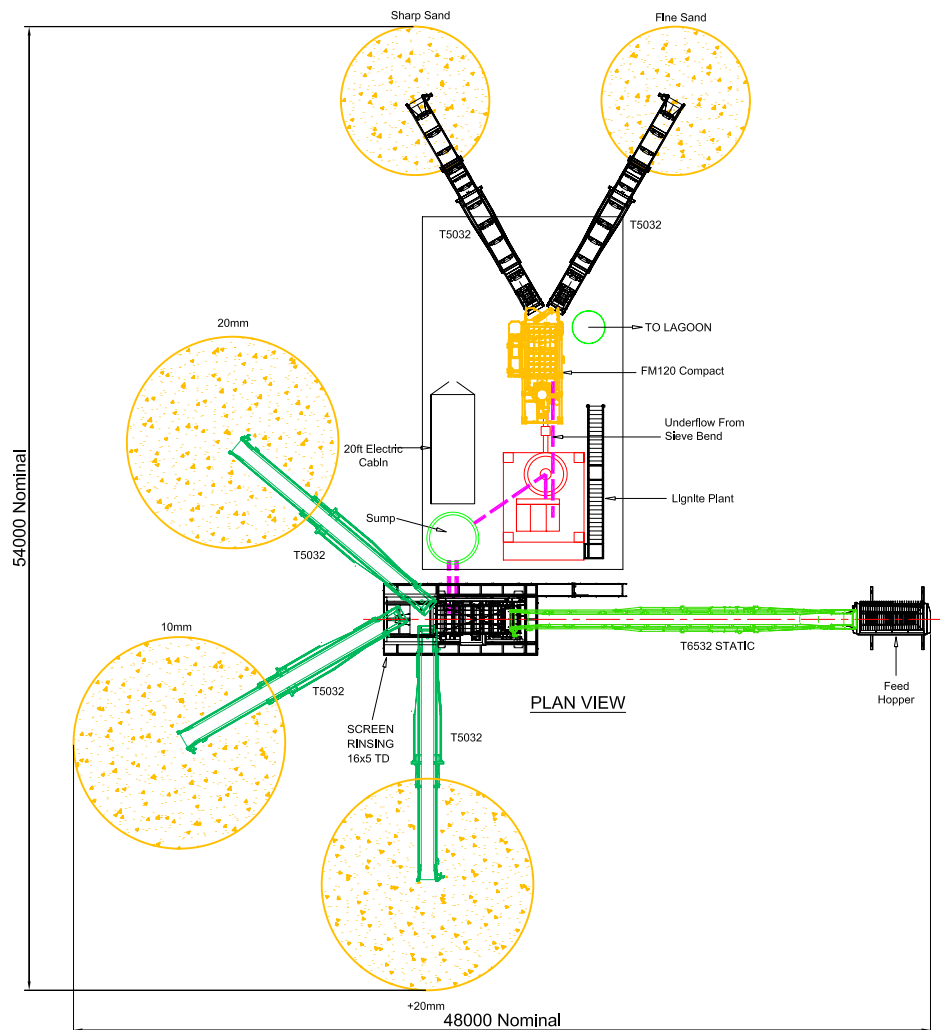 Sharp Sand
Fine Sand
T5032
T5032
TO LAGOON
20mm
FM120 Compact
Underflow From
Sieve Bend
20ft Electric
Cabin
Lignite Plant
Sump
54000 Nominal
T5032
10mm
T6532 STATIC
T5032
Feed
Hopper
PLAN VIEW
SCREEN
RINSING
16x5 TD
T5032
+20mm
48000 Nominal